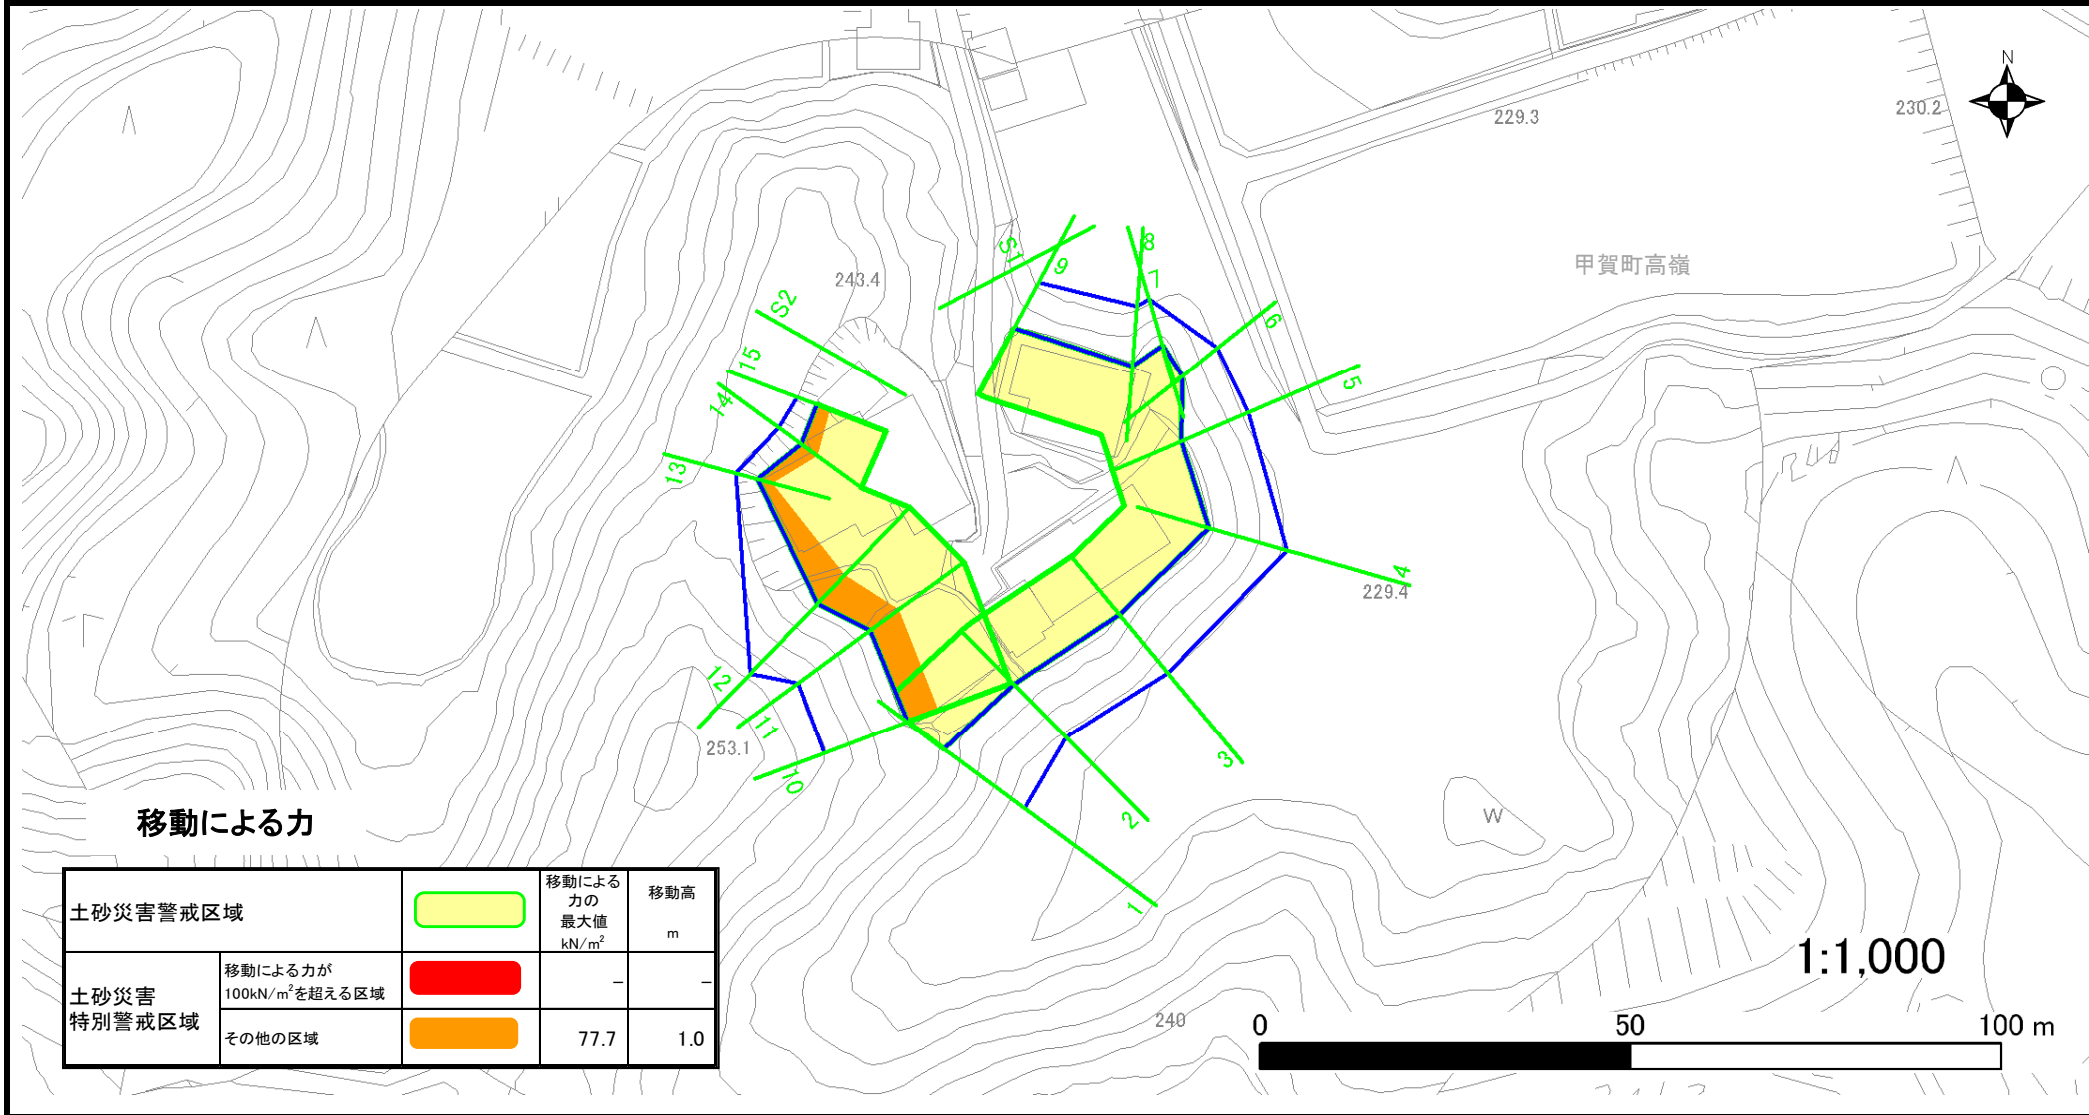 N
230.2
229.3
甲賀町高嶺
243.4
S1
9
8
7
6
5
S2
15
14
13
4
229.4
12
11
10
253.1
3
2
1
W
240
移動による力
土砂災害警戒区域
移動による
力の
最大値
kN/m²
移動高
m
土砂災害
特別警戒区域
移動による力が
100kN/m²を超える区域
－
－
その他の区域
77.7
1.0
1:1,000
0
50
100 m